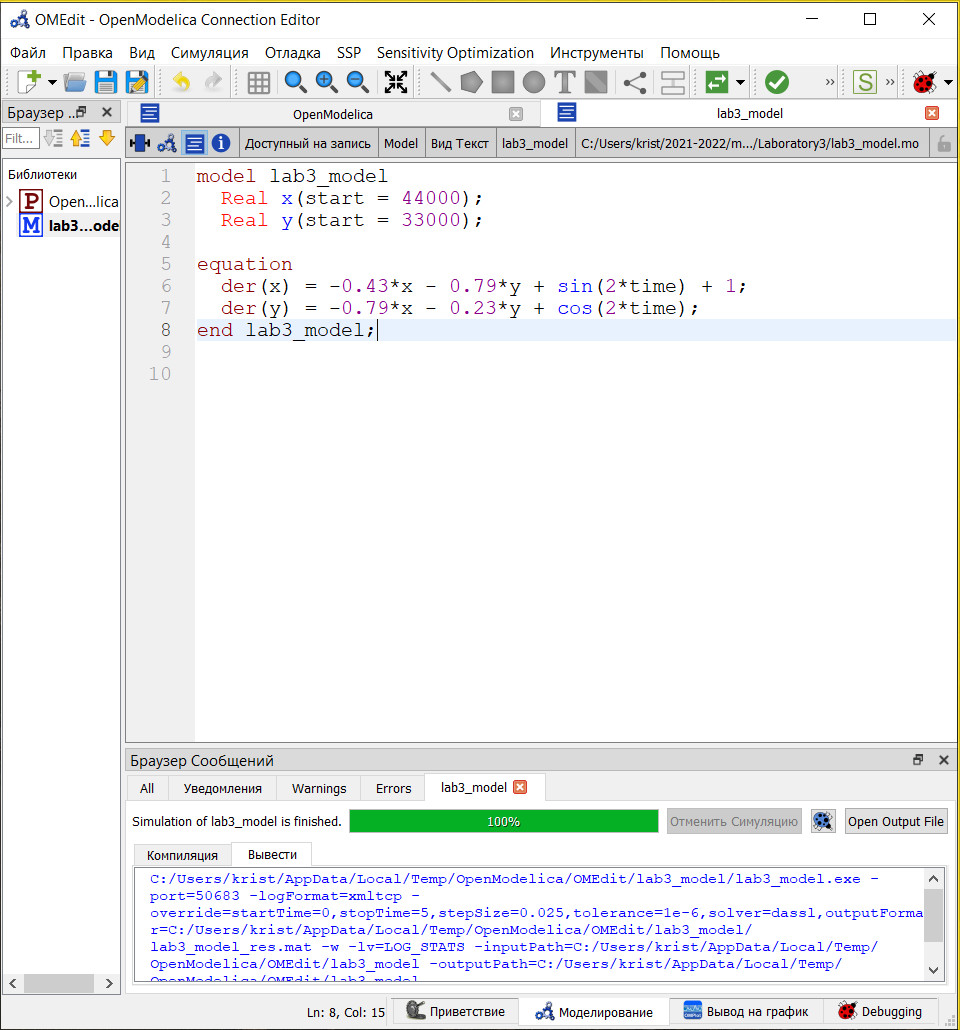 OMEdit - OpenModelica Connection Editor
Файл Правка Вид Симуляция Отладка SSP Sensitivity Optimization Инструменты Помощь
T » S »
Браузер ..
OpenModelica
lab3_model
Filt...
Доступный на запись Model Вид Текст lab3_model C:/Users/krist/2021-2022/m.../Laboratory3/lab3_model.mo
Библиотеки
P Open...lica
M lab3...ode
1 model lab3_model
2 Real x(start = 44000);
3 Real y(start = 33000);
4
5 equation
6 der(x) = -0.43*x - 0.79*y + sin(2*time) + 1;
7 der(y) = -0.79*x - 0.23*y + cos(2*time);
8 end lab3_model;
9
10
Браузер Сообщений
All Уведомления Warnings Errors lab3_model
Simulation of lab3_model is finished. 100% Отменить Симуляцию Open Output File
Компиляция Вывести
C:/Users/krist/AppData/Local/Temp/OpenModelica/OMEdit/lab3_model/lab3_model.exe -
port=50683 -logFormat=xmltcp -
override=startTime=0,stopTime=5,stepSize=0.025,tolerance=1e-6,solver=dassl,outputForma
r=C:/Users/krist/AppData/Local/Temp/OpenModelica/OMEdit/lab3_model/
lab3_model_res.mat -w -lv=LOG_STATS -inputPath=C:/Users/krist/AppData/Local/Temp/
OpenModelica/OMEdit/lab3_model -outputPath=C:/Users/krist/AppData/Local/Temp/
OpenModelica/OMEdit/lab3_model
Ln: 8, Col: 15 Приветствие Моделирование Вывод на график Debugging